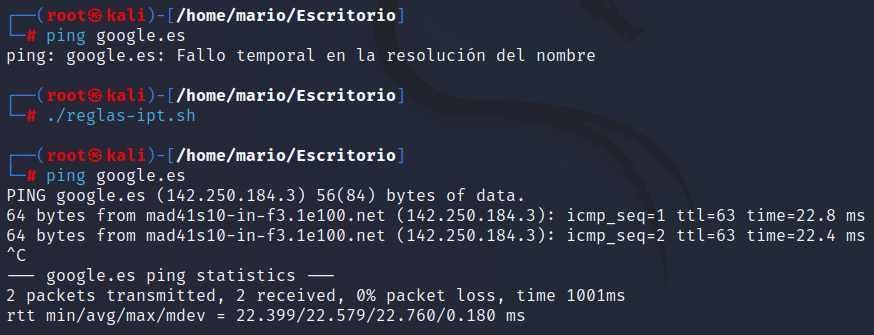 ┌──(root㉿kali)-[/home/mario/Escritorio]
└─# ping google.es
ping: google.es: Fallo temporal en la resolución del nombre
┌──(root㉿kali)-[/home/mario/Escritorio]
└─# ./reglas-ipt.sh
┌──(root㉿kali)-[/home/mario/Escritorio]
└─# ping google.es
PING google.es (142.250.184.3) 56(84) bytes of data.
64 bytes from mad41s10-in-f3.1e100.net (142.250.184.3): icmp_seq=1 ttl=63 time=22.8 ms
64 bytes from mad41s10-in-f3.1e100.net (142.250.184.3): icmp_seq=2 ttl=63 time=22.4 ms
^C
--- google.es ping statistics ---
2 packets transmitted, 2 received, 0% packet loss, time 1001ms
rtt min/avg/max/mdev = 22.399/22.579/22.760/0.180 ms